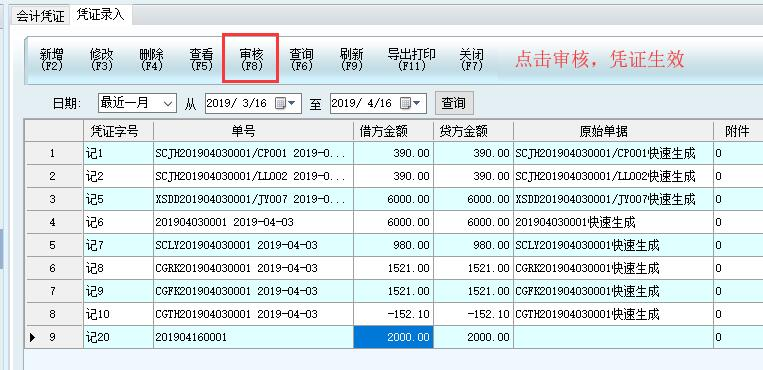 会计凭证 凭证录入
新增 修改 删除 查看 审核 查询 刷新 导出打印 关闭
(F2) (F3) (F4) (F5) (F8) (F6) (F9) (F11) (F7)
点击审核，凭证生效
日期: 最近一月 从 2019/ 3/16 至 2019/ 4/16 查询
凭证字号 单号 借方金额 贷方金额 原始单据 附件
1 记1 SCJH201904030001/CP001 2019-0... 390.00 390.00 SCJH201904030001/CP001快速生成 0
2 记2 SCJH201904030001/LL002 2019-0... 390.00 390.00 SCJH201904030001/LL002快速生成 0
3 记5 XSDD201904030001/JY007 2019-0... 6000.00 6000.00 XSDD201904030001/JY007快速生成 0
4 记6 201904030001 2019-04-03 6000.00 6000.00 201904030001快速生成 0
5 记7 SCLY201904030001 2019-04-03 980.00 980.00 SCLY201904030001快速生成 0
6 记8 CGRK201904030001 2019-04-03 1521.00 1521.00 CGRK201904030001快速生成 0
7 记9 CGFK201904030001 2019-04-03 1521.00 1521.00 CGFK201904030001快速生成 0
8 记10 CGTH201904030001 2019-04-03 -152.10 -152.10 CGTH201904030001快速生成 0
9 记20 201904160001 2000.00 2000.00 0